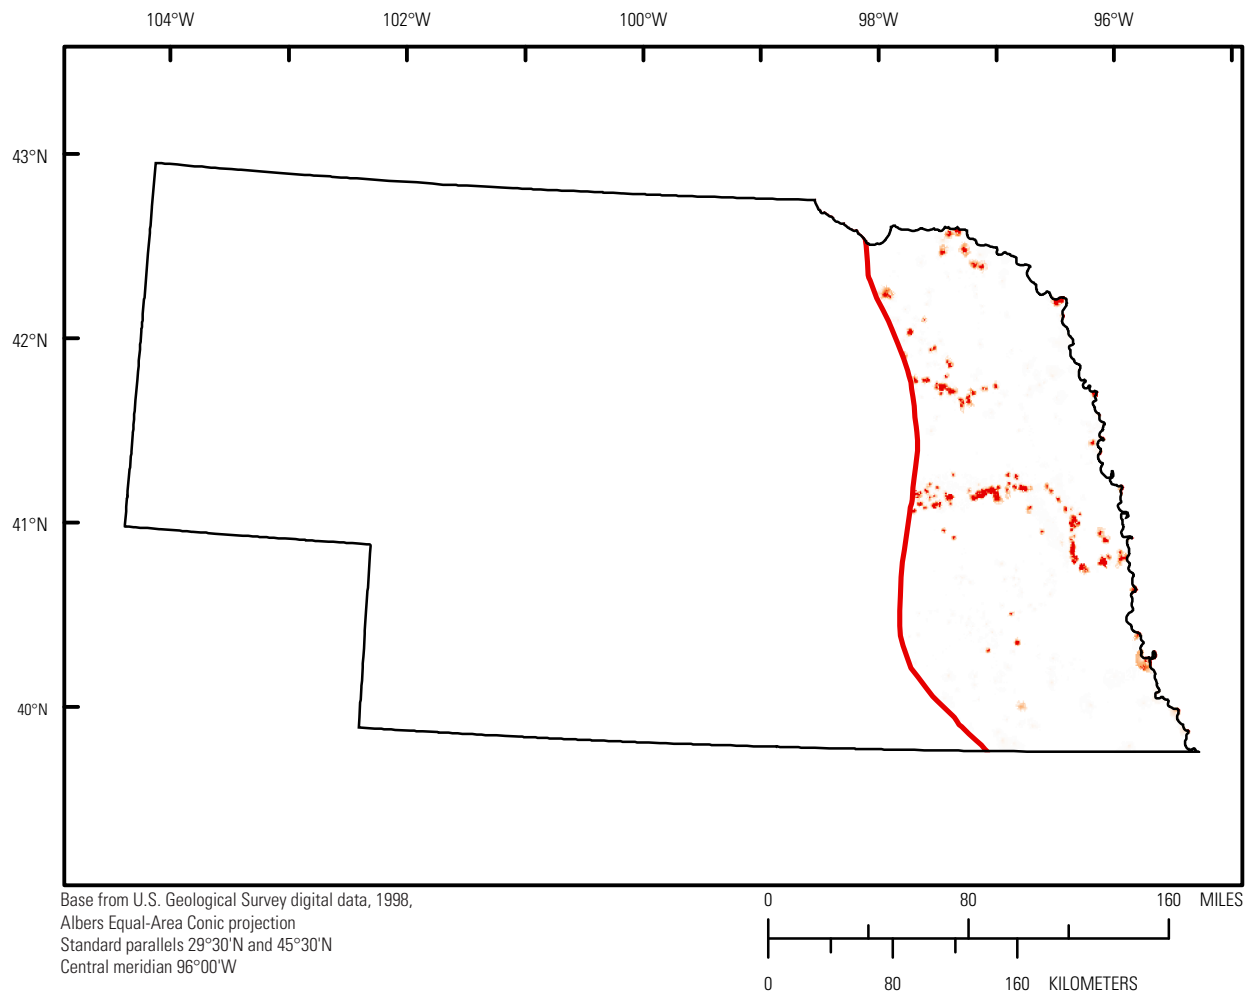 104°W 102°W 100°W 98°W 96°W
43°N
42°N
41°N
40°N
Base from U.S. Geological Survey digital data, 1998,
Albers Equal-Area Conic projection
Standard parallels 29°30'N and 45°30'N
Central meridian 96°00'W
0 80 160 MILES
0 80 160 KILOMETERS